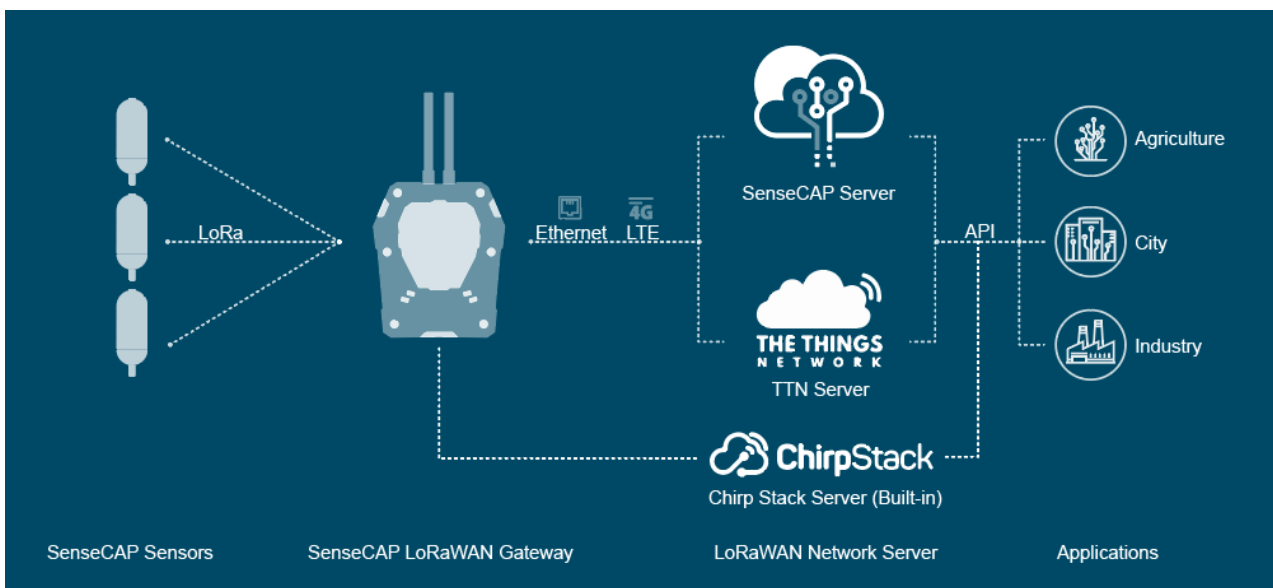 SenseCAP Server
Agriculture
LoRa
Ethernet
4G
LTE
API
City
THE THINGS
NETWORK
TTN Server
Industry
ChirpStack
Chirp Stack Server (Built-in)
SenseCAP Sensors
SenseCAP LoRaWAN Gateway
LoRaWAN Network Server
Applications